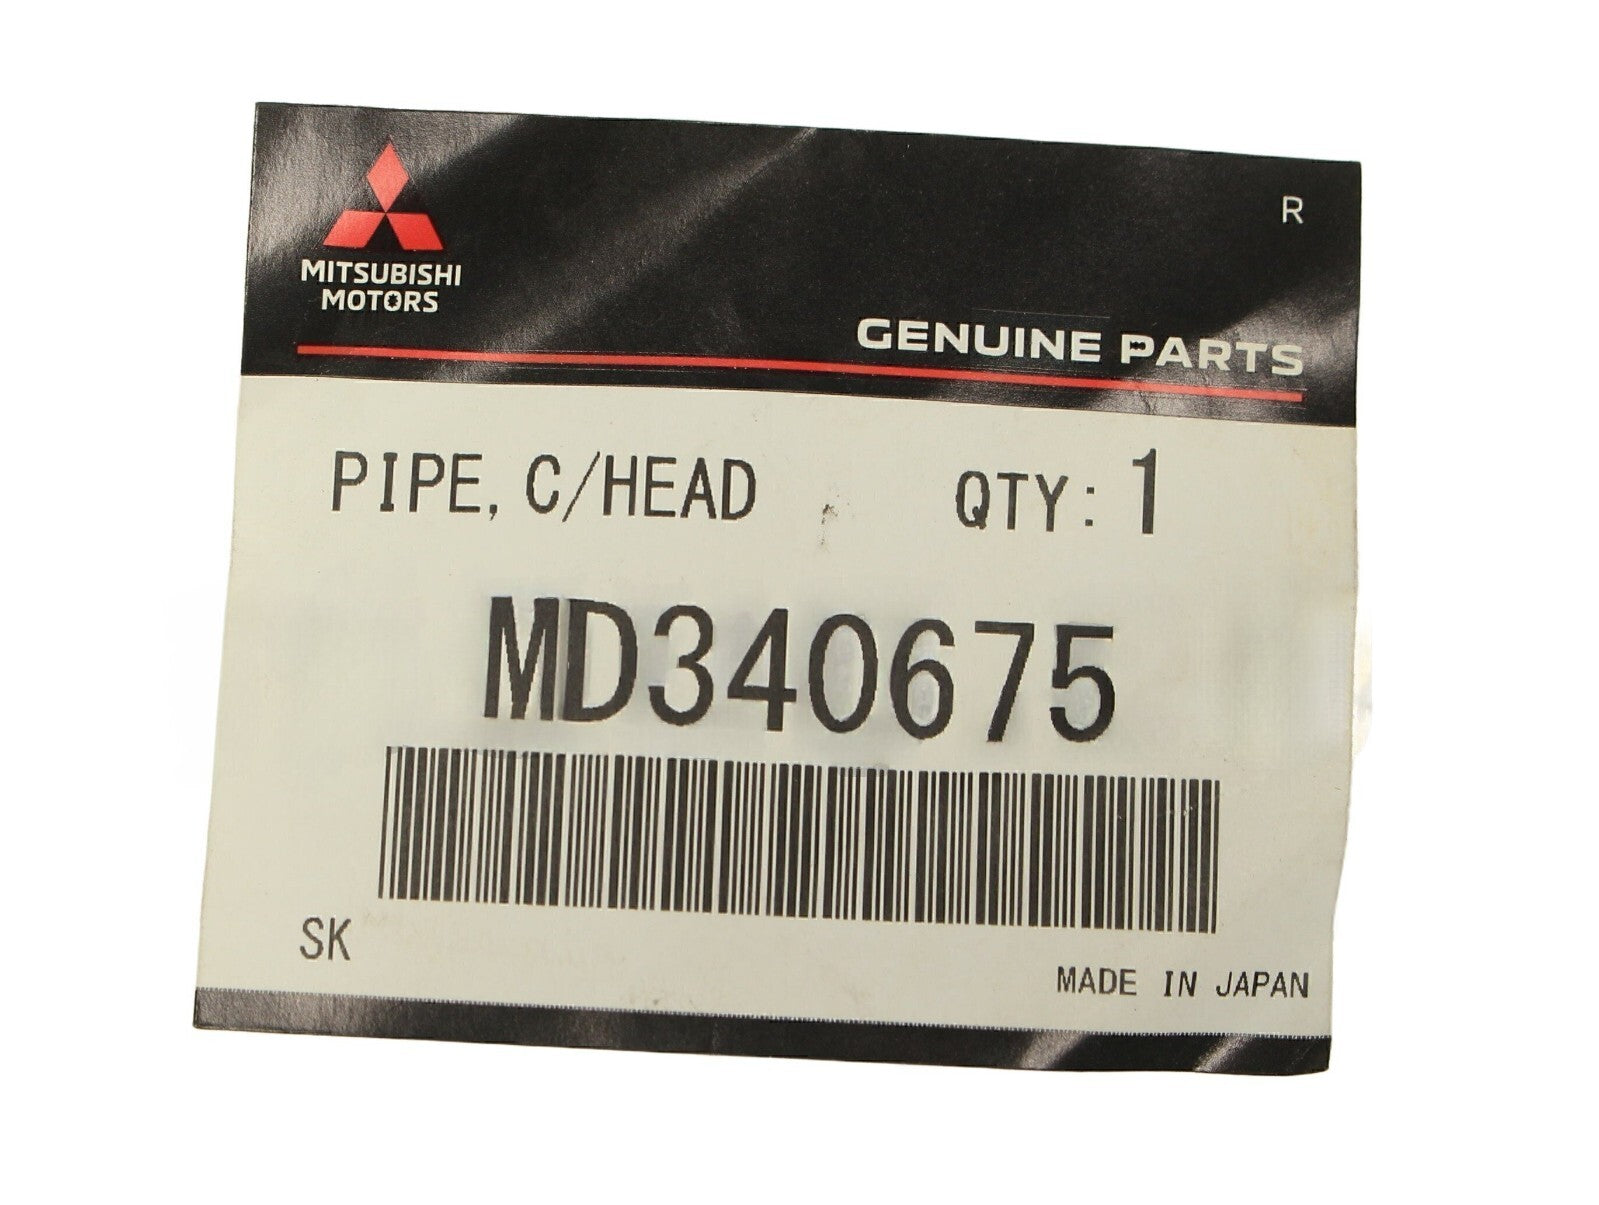 MITSUBISHI
MOTORS
R
GENUINE PARTS
PIPE, C/HEAD QTY: 1
MD340675
SK
MADE IN JAPAN